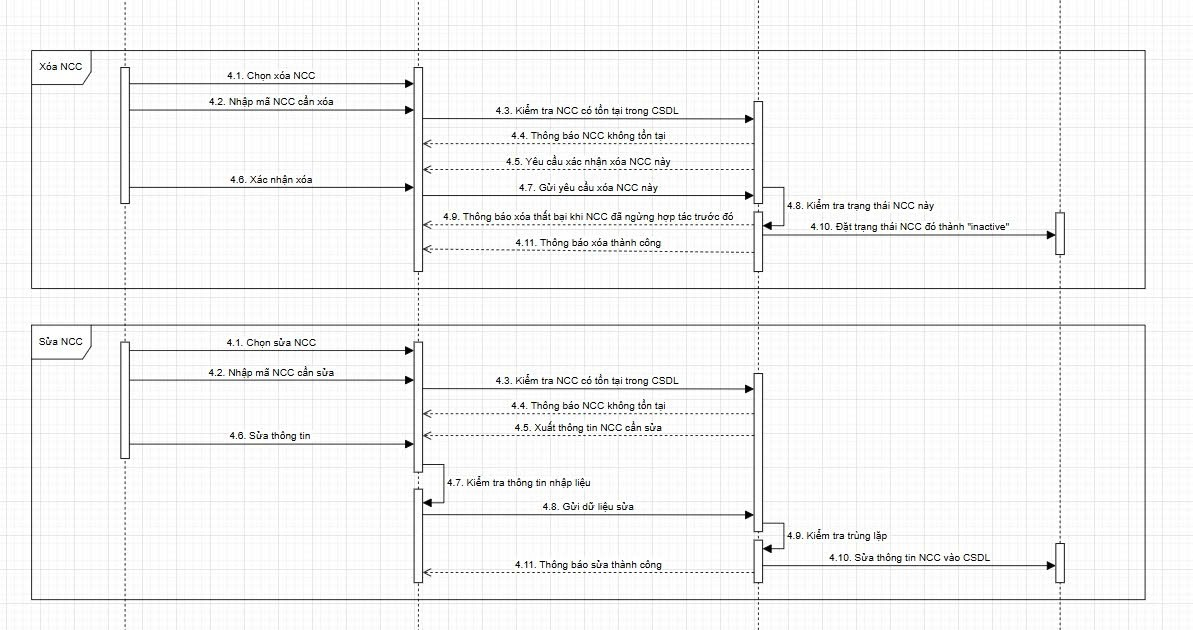 Xóa NCC
4.1. Chọn xóa NCC
4.2. Nhập mã NCC cần xóa
4.3. Kiểm tra NCC có tồn tại trong CSDL
4.4. Thông báo NCC không tồn tại
4.5. Yêu cầu xác nhận xóa NCC này
4.6. Xác nhận xóa
4.7. Gửi yêu cầu xóa NCC này
4.8. Kiểm tra trạng thái NCC này
4.9. Thông báo xóa thất bại khi NCC đã ngừng hợp tác trước đó
4.10. Đặt trạng thái NCC đó thành "inactive"
4.11. Thông báo xóa thành công
Sửa NCC
4.1. Chọn sửa NCC
4.2. Nhập mã NCC cần sửa
4.3. Kiểm tra NCC có tồn tại trong CSDL
4.4. Thông báo NCC không tồn tại
4.5. Xuất thông tin NCC cần sửa
4.6. Sửa thông tin
4.7. Kiểm tra thông tin nhập liệu
4.8. Gửi dữ liệu sửa
4.9. Kiểm tra trùng lặp
4.10. Sửa thông tin NCC vào CSDL
4.11. Thông báo sửa thành công